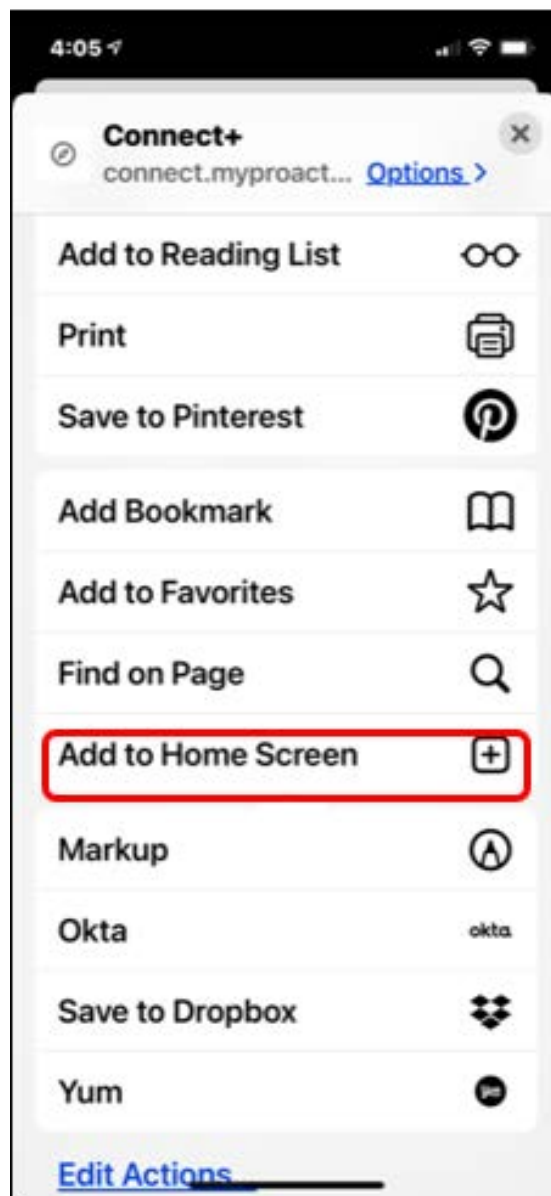 4:05
Connect+
connect.myproact... Options >
Add to Reading List
Print
Save to Pinterest
Add Bookmark
Add to Favorites
Find on Page
Add to Home Screen
Markup
Okta okta
Save to Dropbox
Yum
Edit Actions...